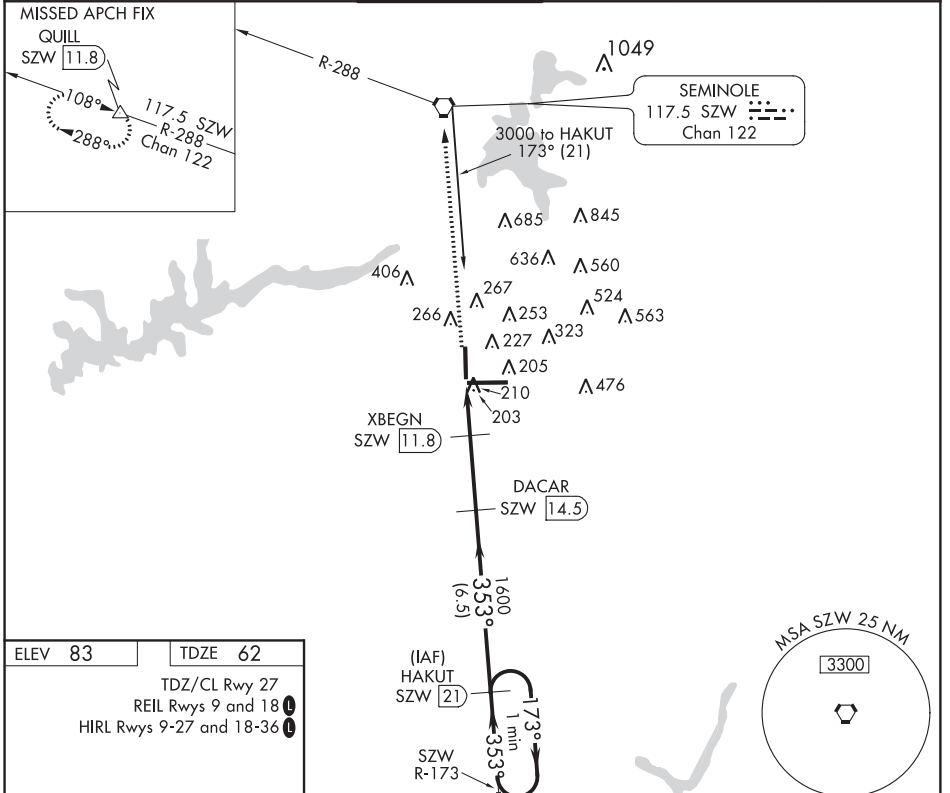 MISSED APCH FIX
QUILL
SZW 11.8
108°
288°
117.5 SZW
R-288
Chan 122
R-288
1049
SEMINOLE
117.5 SZW
Chan 122
3000 to HAKUT
173° (21)
685
845
636
560
406
267
524
266
253
563
227
323
205
476
210
203
XBEGN
SZW 11.8
DACAR
SZW 14.5
1600
353°
(6.5)
(IAF)
HAKUT
SZW 21
173°
1 min
353°
SZW
R-173
ELEV 83
TDZE 62
TDZ/CL Rwy 27
REIL Rwys 9 and 18 L
HIRL Rwys 9-27 and 18-36 L
MSA SZW 25 NM
3300